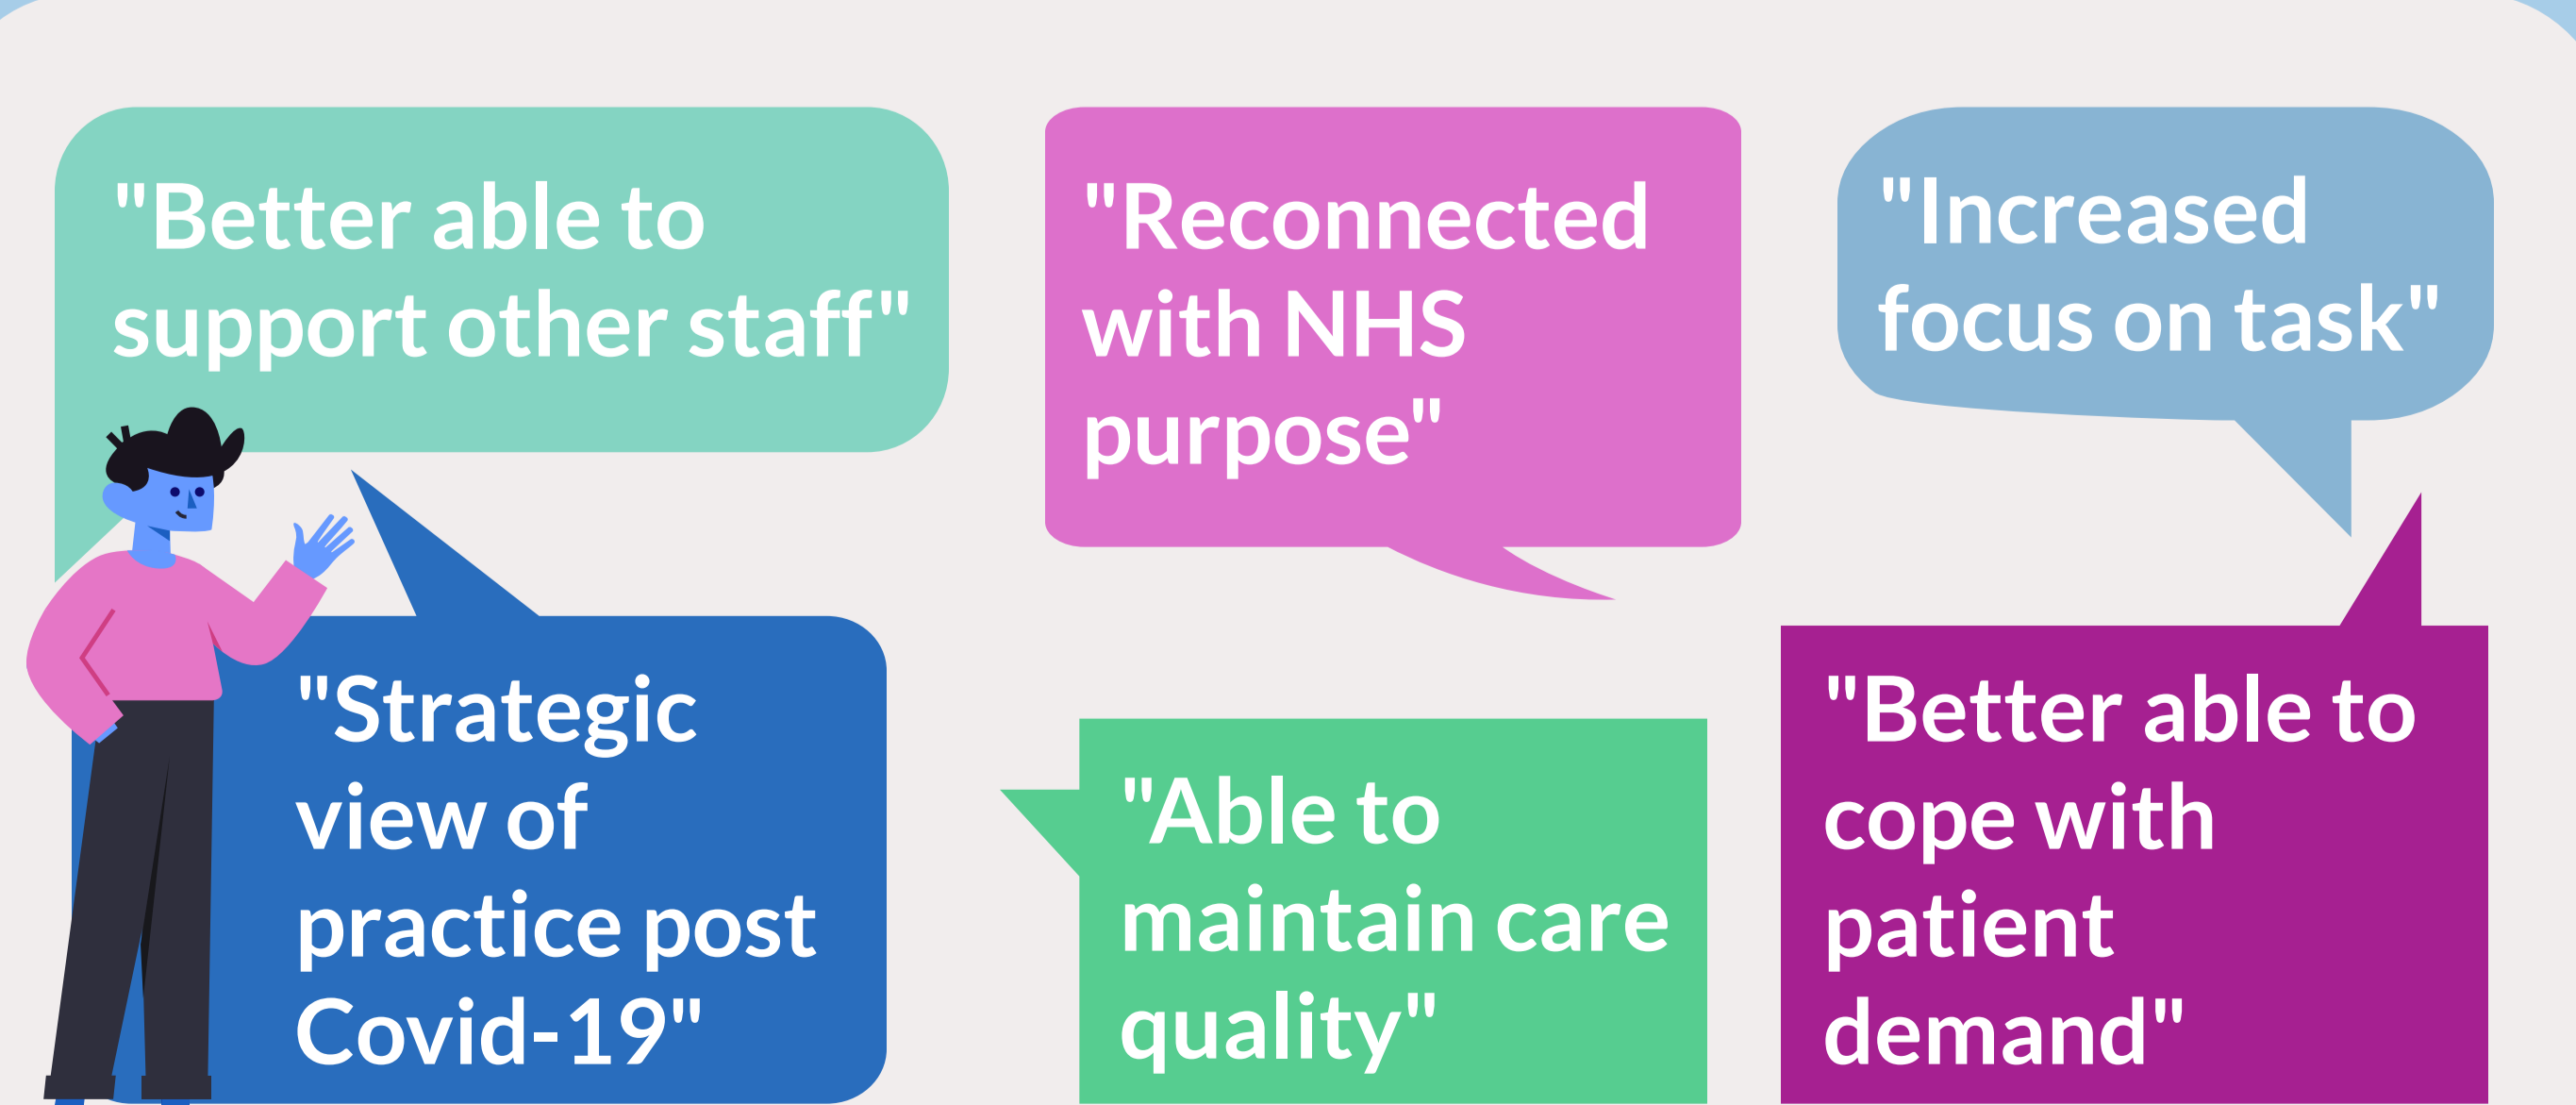 "Better able to
support other staff"
"Reconnected
with NHS
purpose"
"Increased
focus on task"
"Strategic
view of
practice post
Covid-19"
"Able to
maintain care
quality"
"Better able to
cope with
patient
demand"